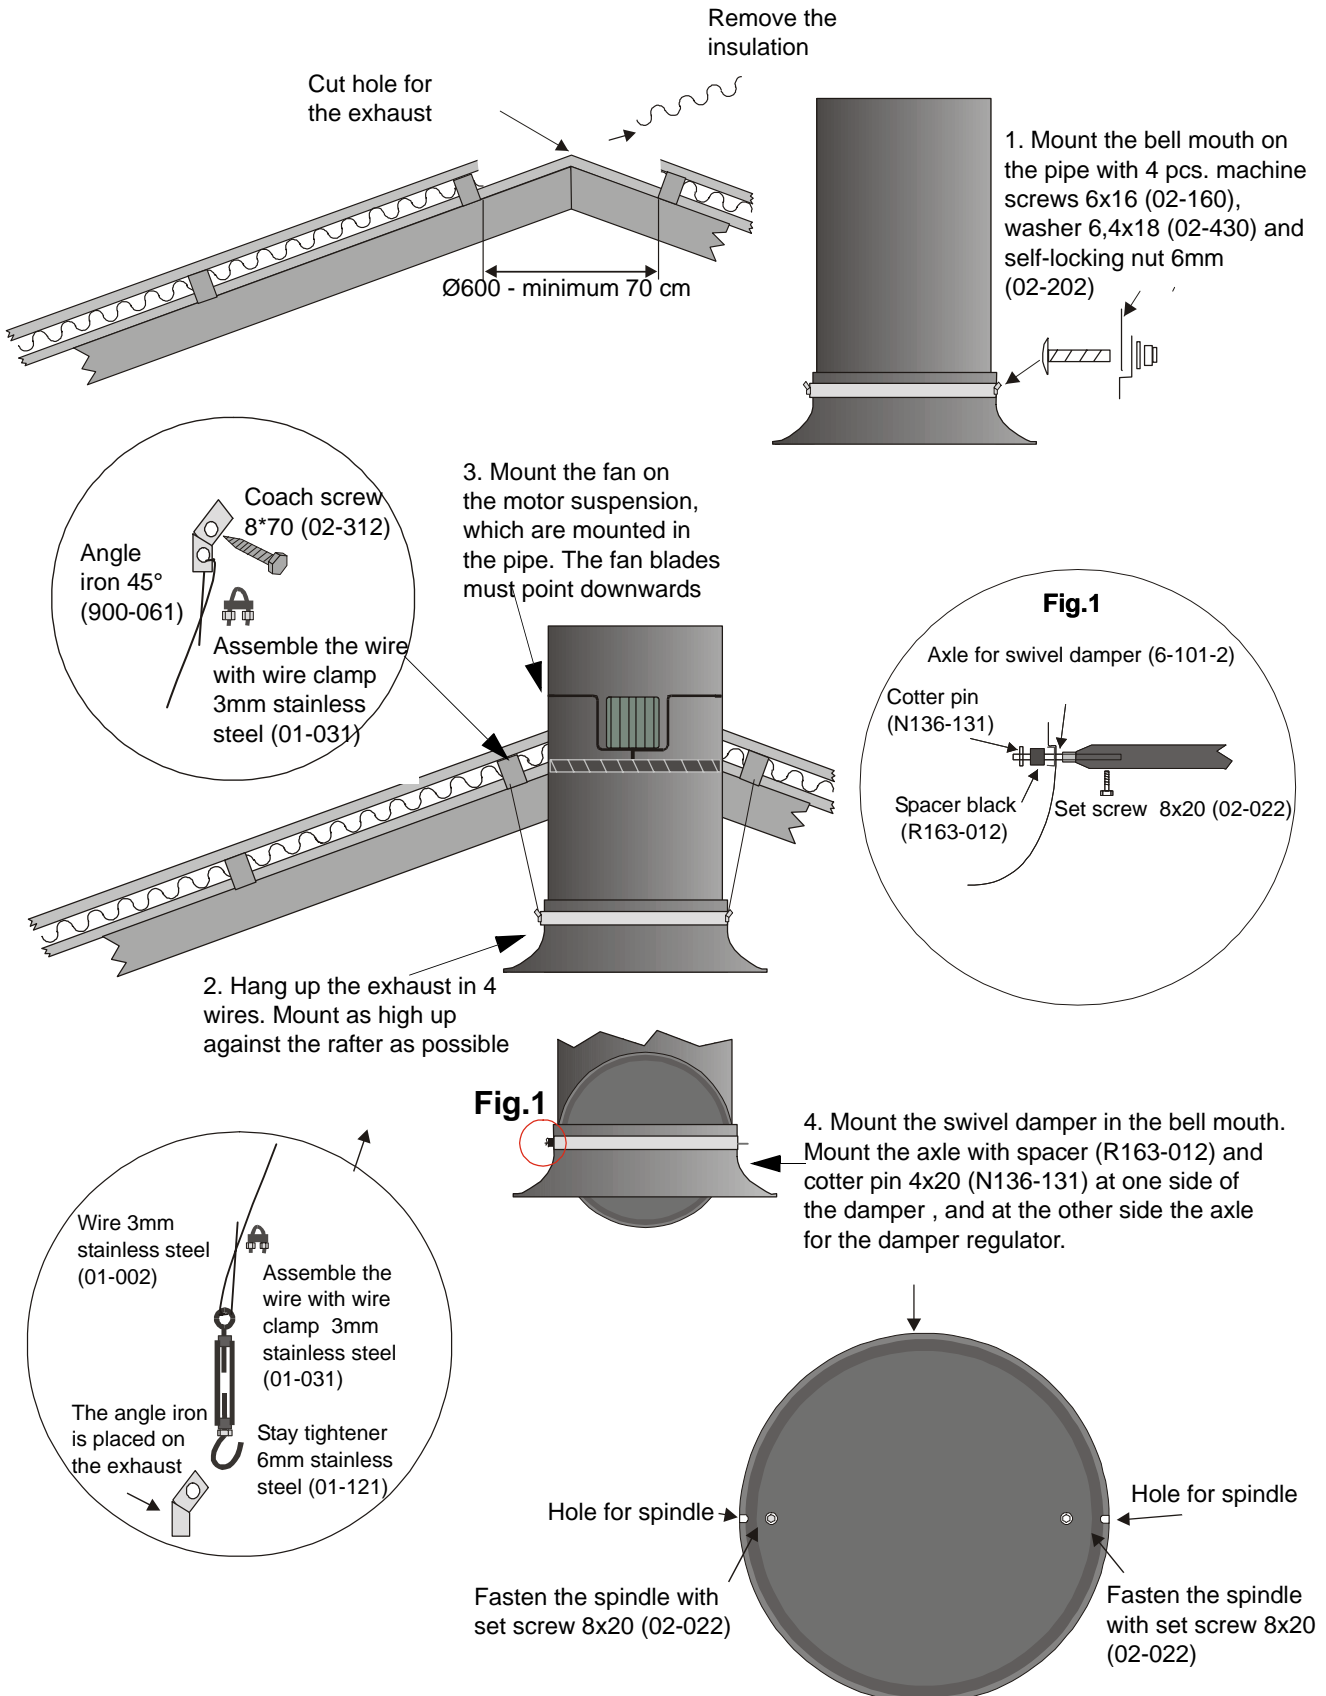 Remove the
insulation
Cut hole for
the exhaust
Ø600 - minimum 70 cm
1. Mount the bell mouth on
the pipe with 4 pcs. machine
screws 6x16 (02-160),
washer 6,4x18 (02-430) and
self-locking nut 6mm
(02-202)
Coach screw
8*70 (02-312)
Angle
iron 45°
(900-061)
Assemble the wire
with wire clamp
3mm stainless
steel (01-031)
3. Mount the fan on
the motor suspension,
which are mounted in
the pipe. The fan blades
must point downwards
Fig.1
Axle for swivel damper (6-101-2)
Cotter pin
(N136-131)
Spacer black
(R163-012)
Set screw 8x20 (02-022)
2. Hang up the exhaust in 4
wires. Mount as high up
against the rafter as possible
Fig.1
4. Mount the swivel damper in the bell mouth.
Mount the axle with spacer (R163-012) and
cotter pin 4x20 (N136-131) at one side of
the damper , and at the other side the axle
for the damper regulator.
Wire 3mm
stainless steel
(01-002)
Assemble the
wire with wire
clamp 3mm
stainless steel
(01-031)
The angle iron
is placed on
the exhaust
Stay tightener
6mm stainless
steel (01-121)
Hole for spindle
Hole for spindle
Fasten the spindle with
set screw 8x20 (02-022)
Fasten the spindle
with set screw 8x20
(02-022)